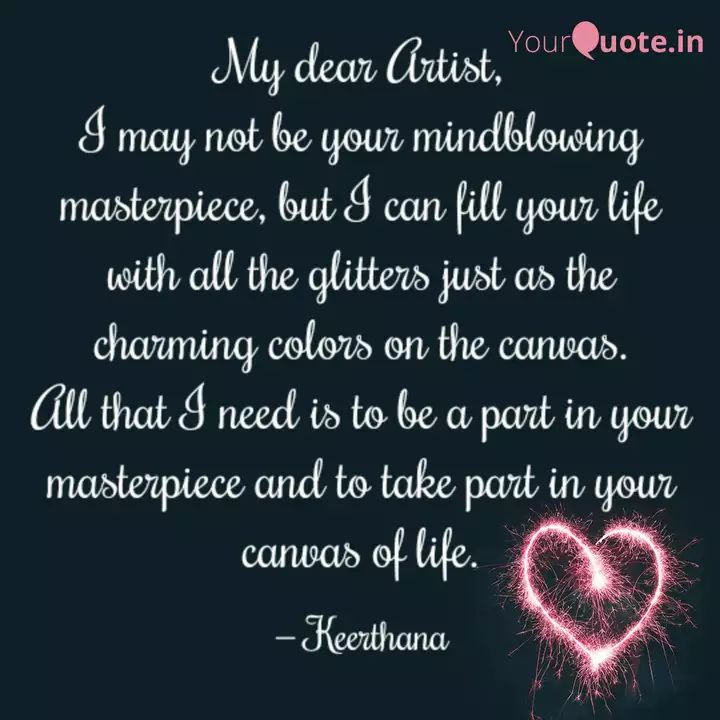 YourQuote.in
My dear Artist,
I may not be your mindblowing
masterpiece, but I can fill your life
with all the glitters just as the
charming colors on the canvas.
All that I need is to be a part in your
masterpiece and to take part in your
canvas of life.
– Keerthana